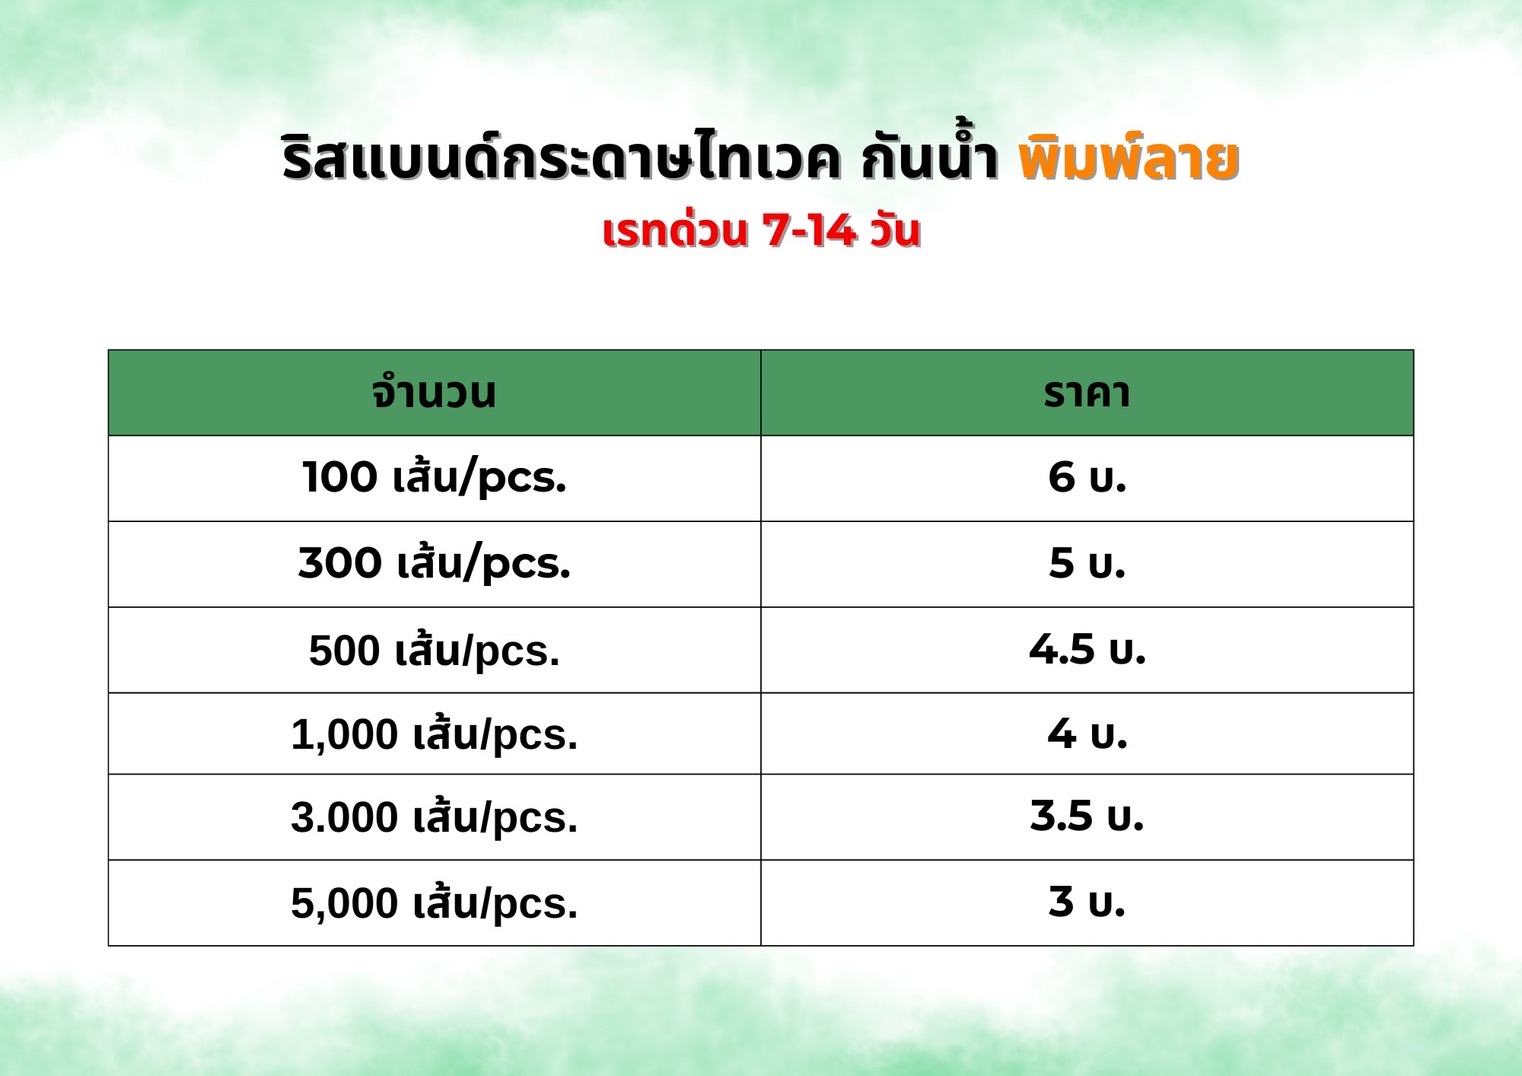 ริสแบนด์กระดาษไทเวค กันน้ำ พิมพ์ลาย
เรทด่วน 7-14 วัน
จำนวน ราคา
100 เส้น/pcs. 6 บ.
300 เส้น/pcs. 5 บ.
500 เส้น/pcs. 4.5 บ.
1,000 เส้น/pcs. 4 บ.
3.000 เส้น/pcs. 3.5 บ.
5,000 เส้น/pcs. 3 บ.